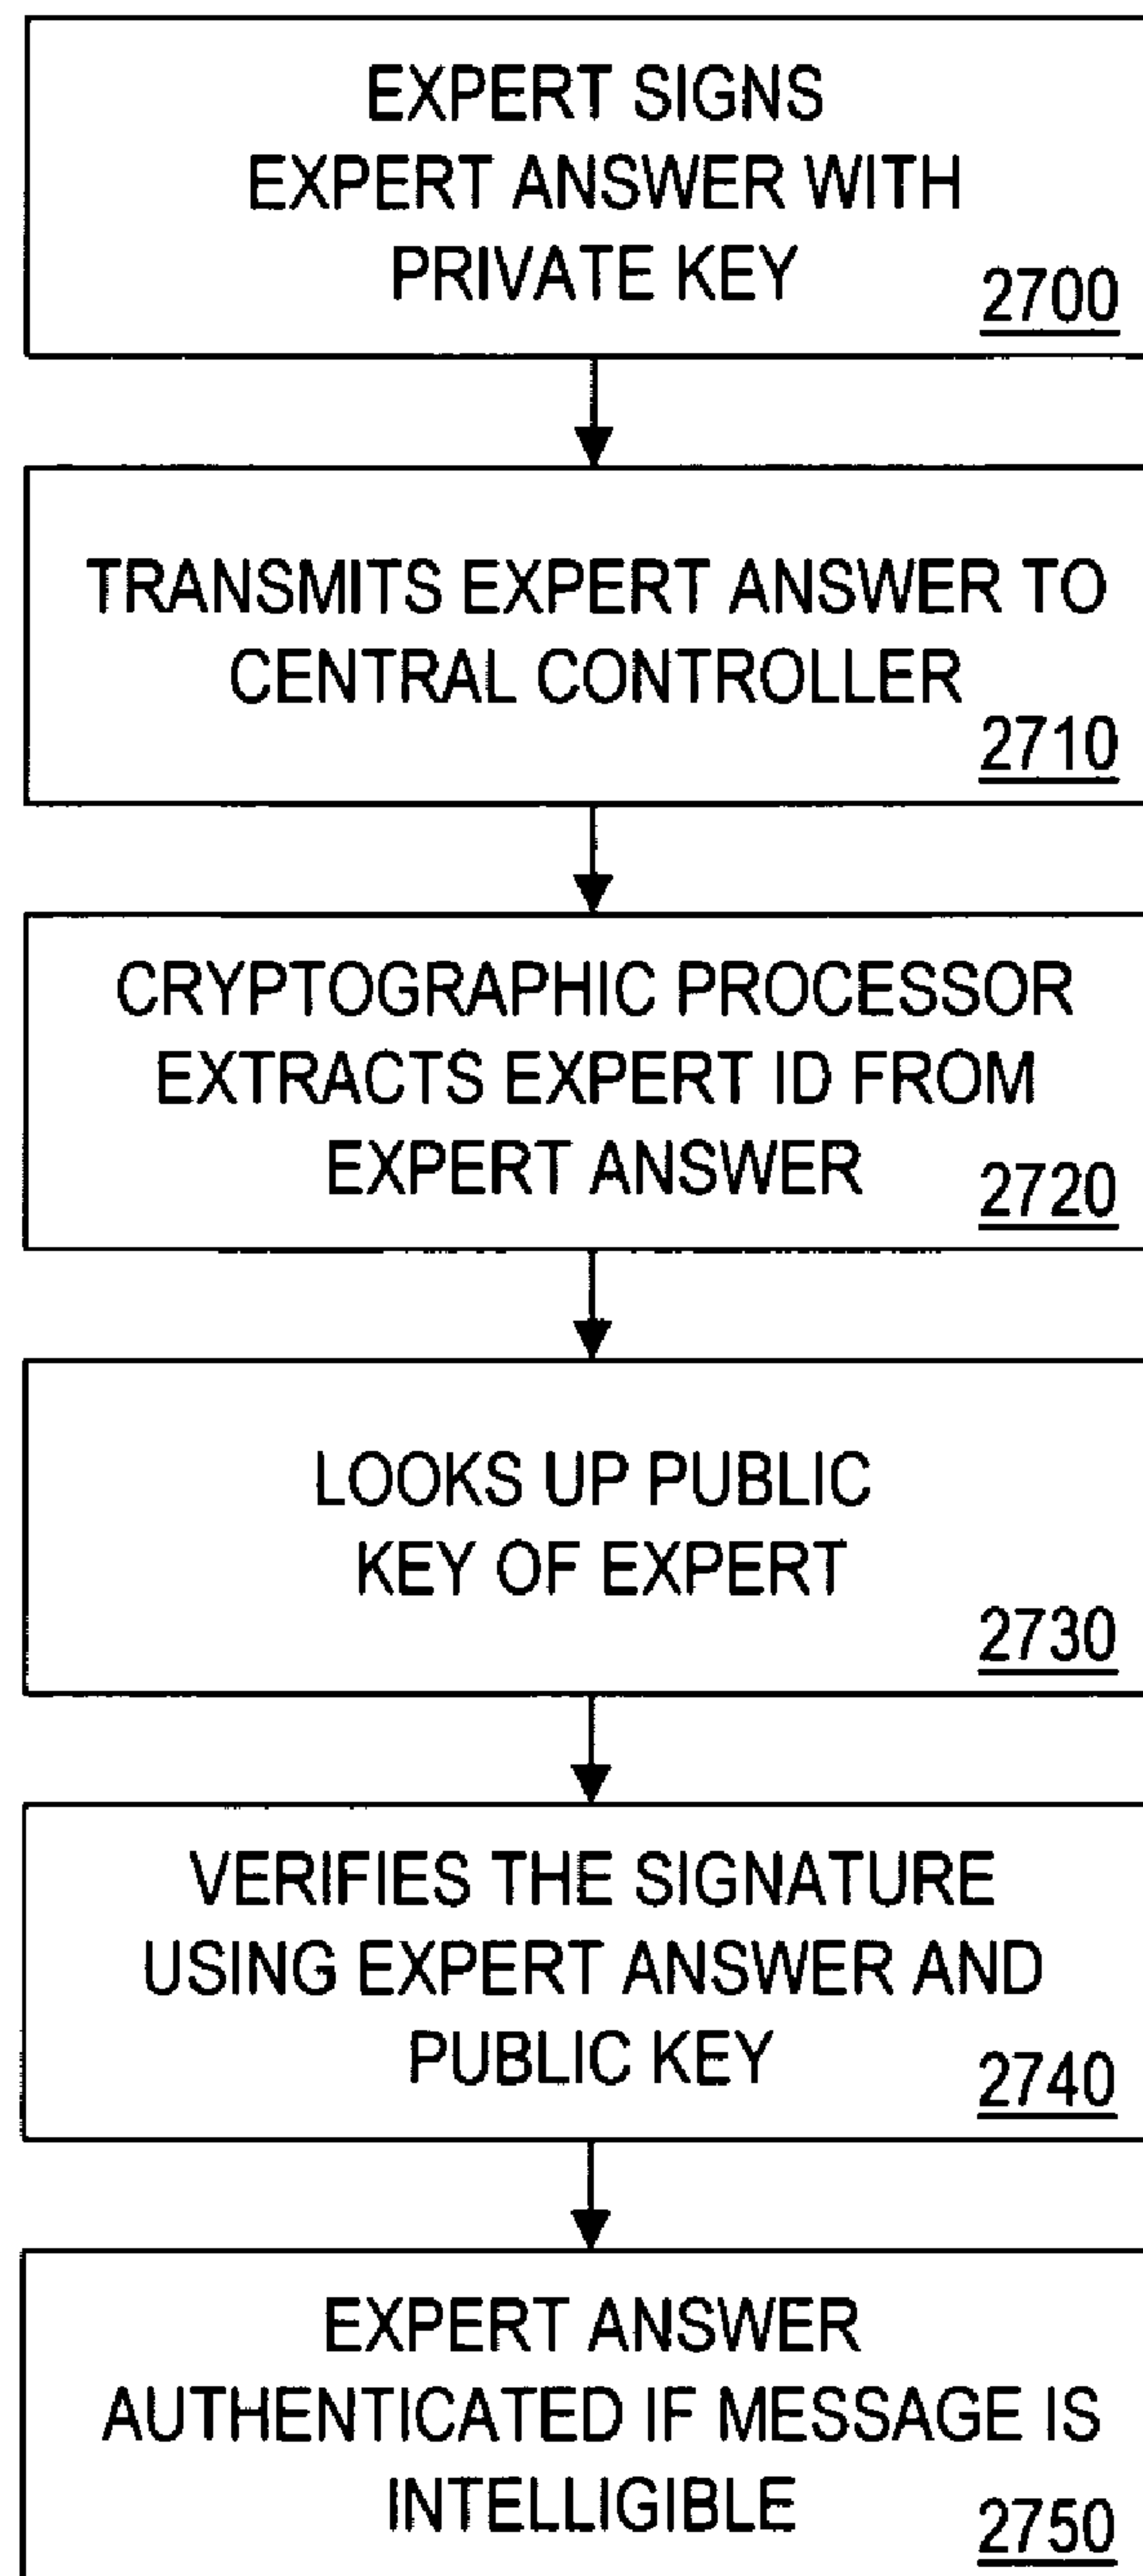 EXPERT SIGNS
EXPERT ANSWER WITH
PRIVATE KEY
2700
TRANSMITS EXPERT ANSWER TO
CENTRAL CONTROLLER
2710
CRYPTOGRAPHIC PROCESSOR
EXTRACTS EXPERT ID FROM
EXPERT ANSWER
2720
LOOKS UP PUBLIC
KEY OF EXPERT
2730
VERIFIES THE SIGNATURE
USING EXPERT ANSWER AND
PUBLIC KEY
2740
EXPERT ANSWER
AUTHENTICATED IF MESSAGE IS
INTELLIGIBLE
2750